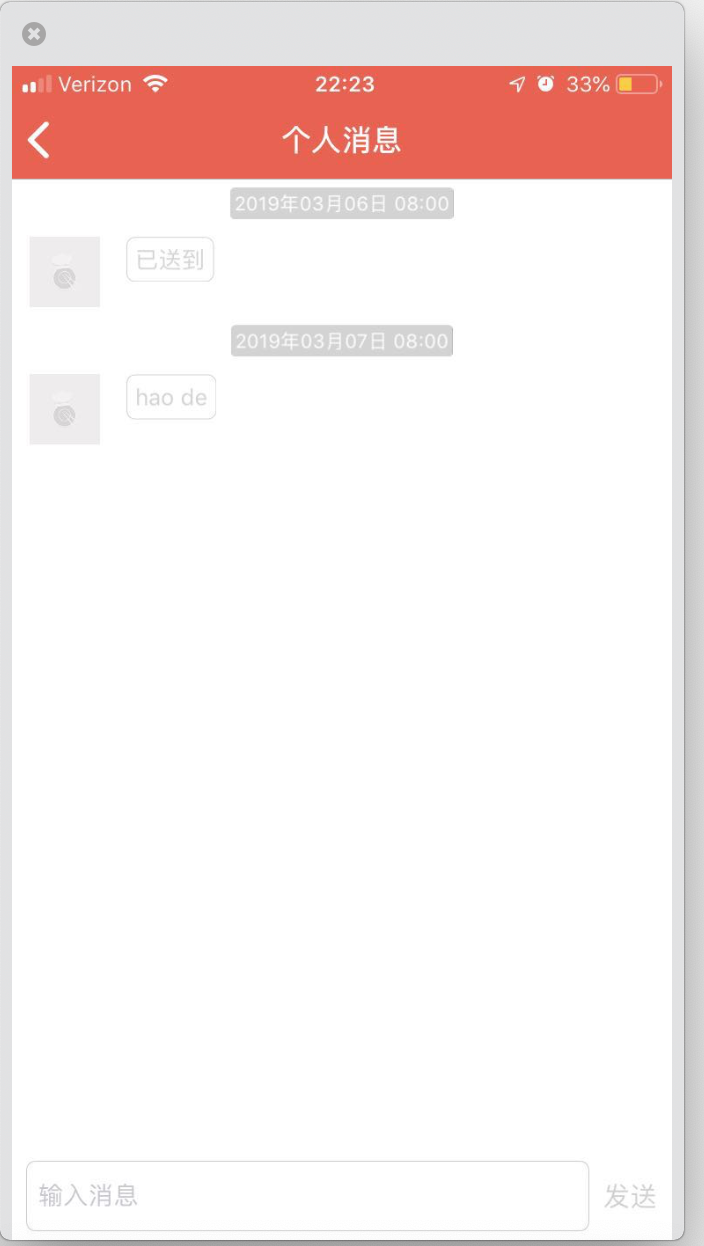 Verizon 22:23 33%
个人消息
2019年03月06日 08:00
已送到
2019年03月07日 08:00
hao de
输入消息 发送